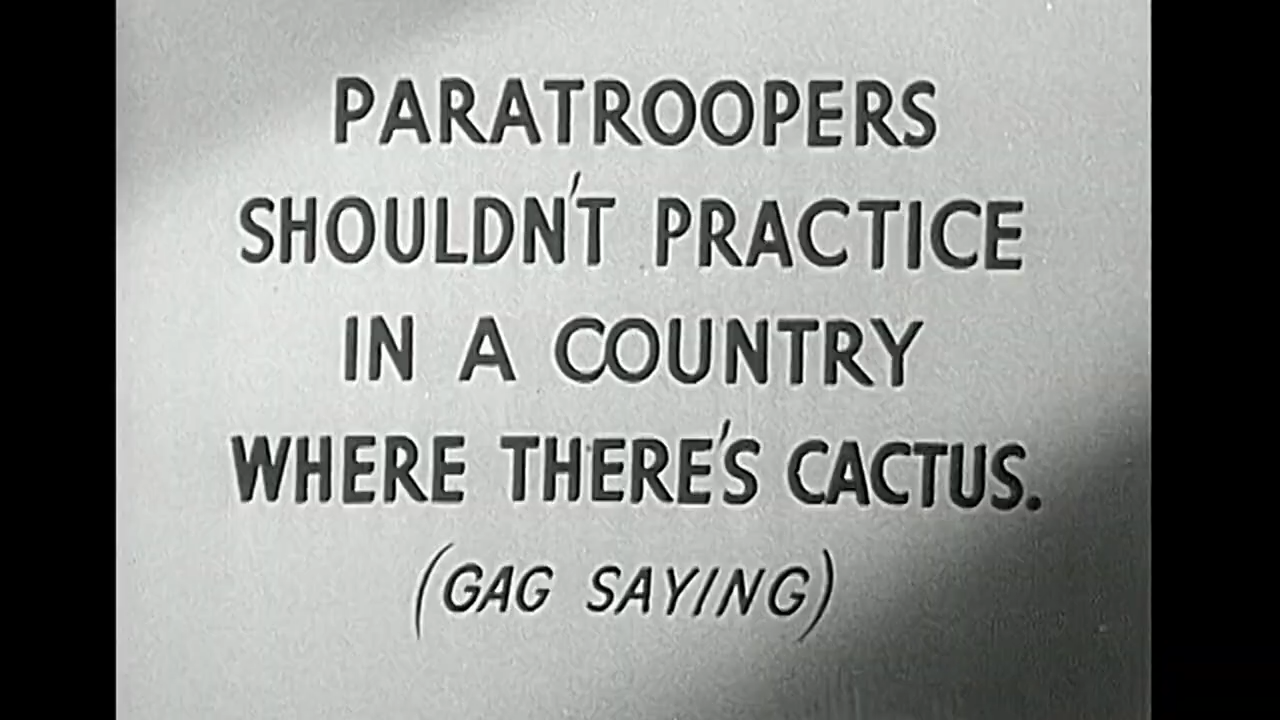 PARATROOPERS
SHOULDN'T PRACTICE
IN A COUNTRY
WHERE THERE'S CACTUS.
(GAG SAYING)